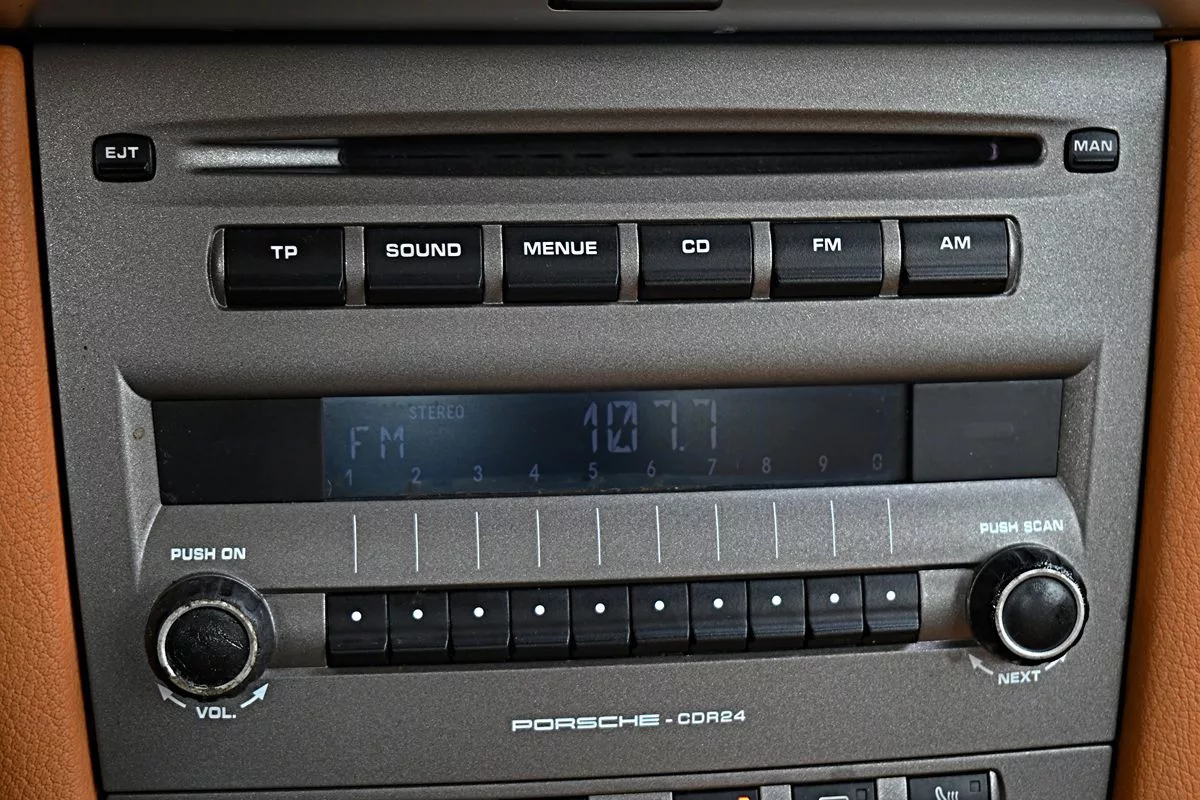 EJT
MAN
TP SOUND MENUE CD FM AM
STEREO
FM 107.7
1 2 3 4 5 6 7 8 9
PUSH ON
PUSH SCAN
VOL.
NEXT
PORSCHE - CDR24